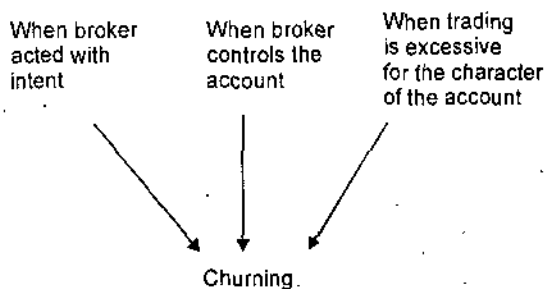 When broker
acted with
intent
When broker
controls the
account
When trading
is excessive
for the character
of the account
Churning.